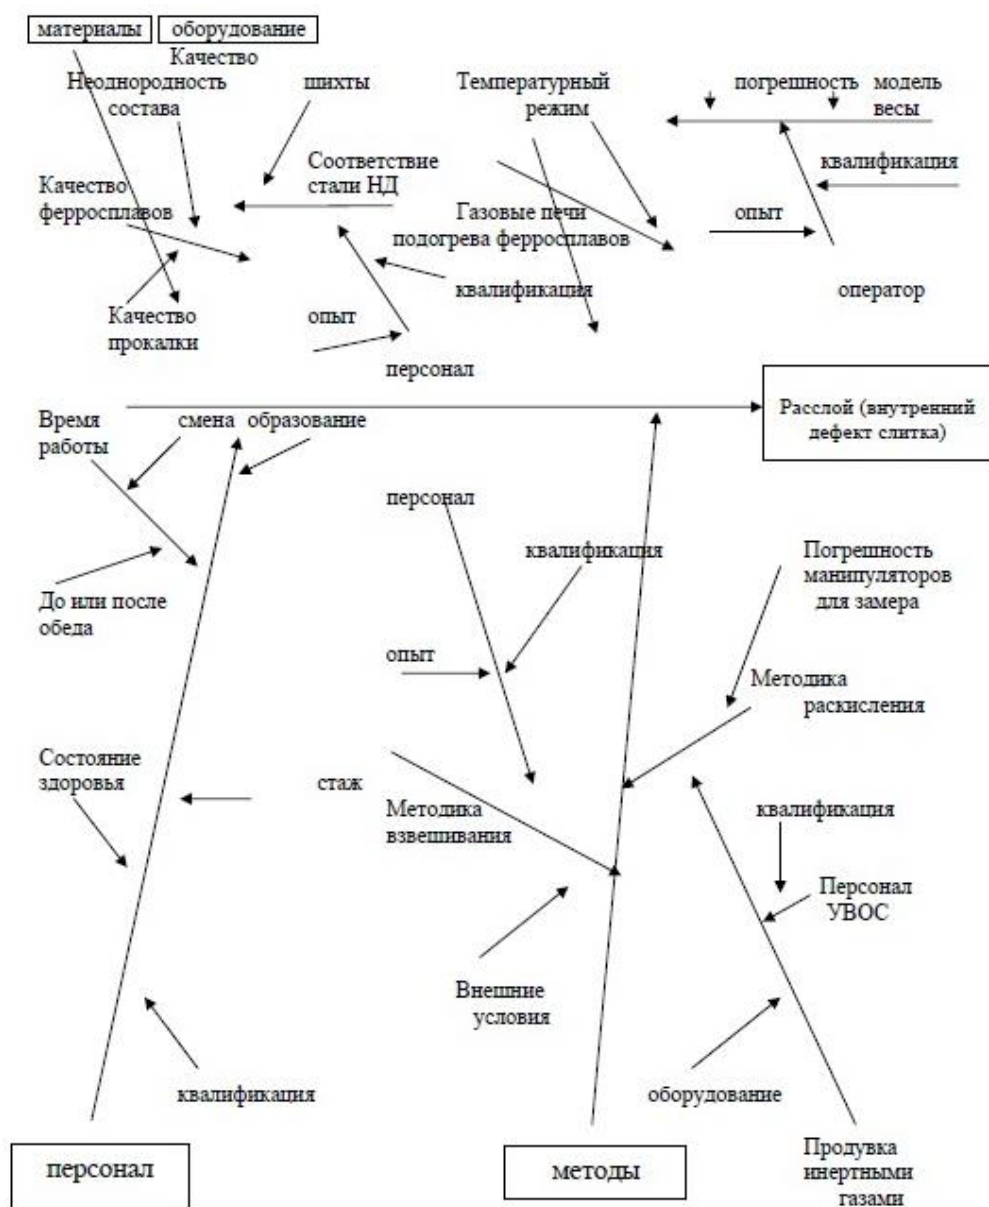 материалы оборудование
Качество
Неоднородность
состава
шихты
Температурный
режим
погрешность модель
весы
Соответствие
стали НД
квалификация
Качество
ферросплавов
Газовые печи
подогрева ферросплавов
опыт
квалификация
оператор
Качество
прокалки
опыт
персонал
Время
работы
смена образование
Расслой (внутренний
дефект слитка)
персонал
квалификация
Погрешность
манипуляторов
для замера
До или после
обеда
опыт
Методика
раскисления
Состояние
здоровья
стаж
Методика
взвешивания
квалификация
Персонал
УВОС
Внешние
условия
квалификация
оборудование
персонал
методы
Продувка
инертными
газами